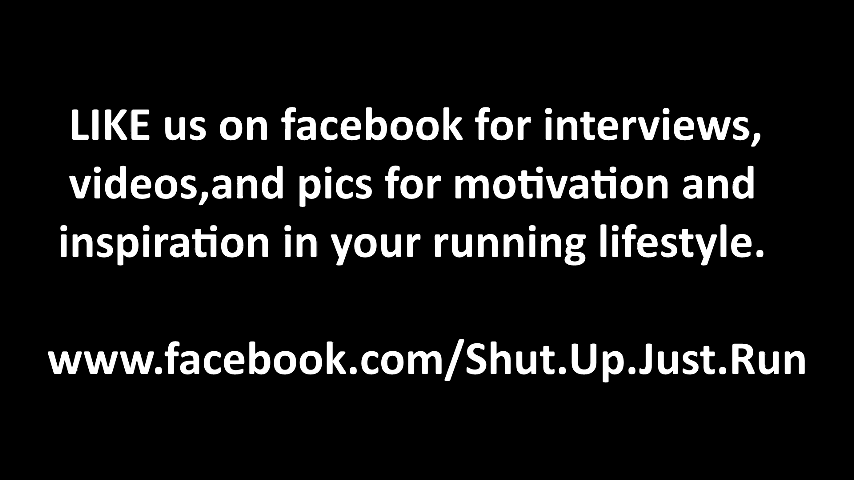 LIKE us on facebook for interviews,
videos,and pics for motivation and
inspiration in your running lifestyle.
www.facebook.com/Shut.Up.Just.Run